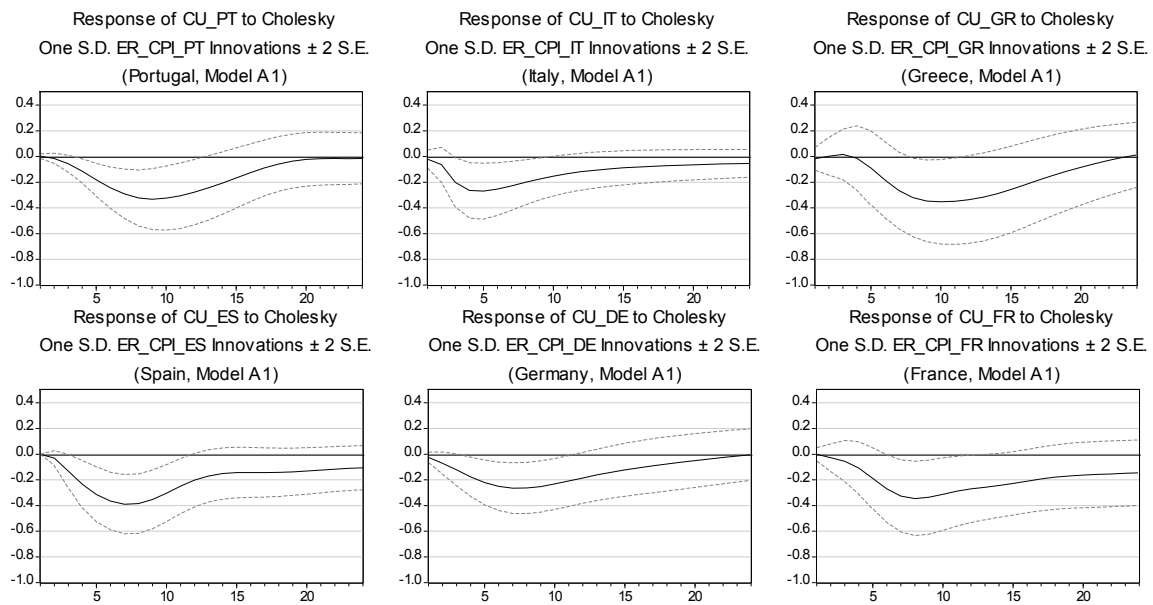 Response of CU_PT to Cholesky
One S.D. ER_CPI_PT Innovations ± 2 S.E.
(Portugal, Model A1)
0.4
0.2
0.0
-0.2
-0.4
-0.6
-0.8
-1.0
5 10 15 20
Response of CU_IT to Cholesky
One S.D. ER_CPI_IT Innovations ± 2 S.E.
(Italy, Model A1)
0.4
0.2
0.0
-0.2
-0.4
-0.6
-0.8
-1.0
5 10 15 20
Response of CU_GR to Cholesky
One S.D. ER_CPI_GR Innovations ± 2 S.E.
(Greece, Model A1)
0.4
0.2
0.0
-0.2
-0.4
-0.6
-0.8
-1.0
5 10 15 20
Response of CU_ES to Cholesky
One S.D. ER_CPI_ES Innovations ± 2 S.E.
(Spain, Model A1)
0.4
0.2
0.0
-0.2
-0.4
-0.6
-0.8
-1.0
5 10 15 20
Response of CU_DE to Cholesky
One S.D. ER_CPI_DE Innovations ± 2 S.E.
(Germany, Model A1)
0.4
0.2
0.0
-0.2
-0.4
-0.6
-0.8
-1.0
5 10 15 20
Response of CU_FR to Cholesky
One S.D. ER_CPI_FR Innovations ± 2 S.E.
(France, Model A1)
0.4
0.2
0.0
-0.2
-0.4
-0.6
-0.8
-1.0
5 10 15 20